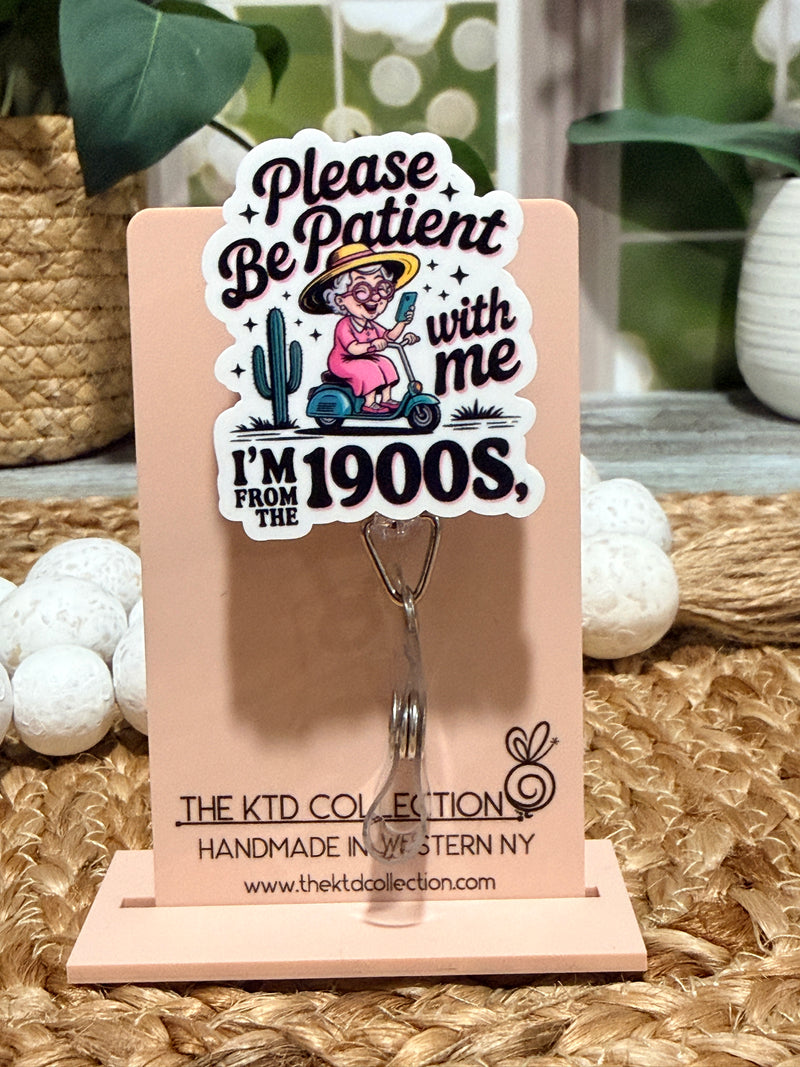 Please
Be Patient
with
me
I'M
FROM
THE
1900S,
THE KTD COLLECTION
HANDMADE IN WESTERN NY
www.thektdcollection.com